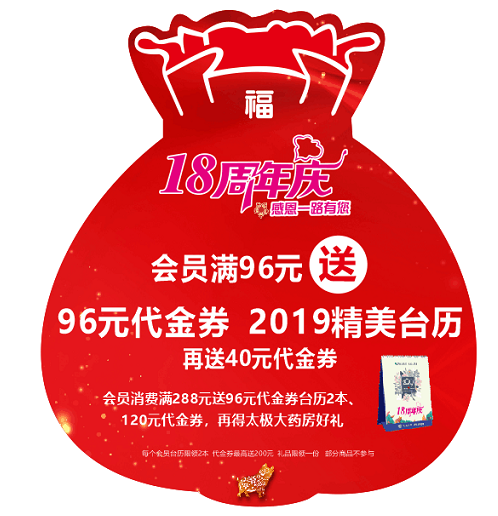 福
18周年庆
感恩一路有您
会员满96元 送
96元代金券 2019精美台历
再送40元代金券
会员消费满288元送96元代金券台历2本、
120元代金券，再得太极大药房好礼
每个会员台历限领2本 代金券最高送200元 礼品限领一份 部分商品不参与
18周年庆